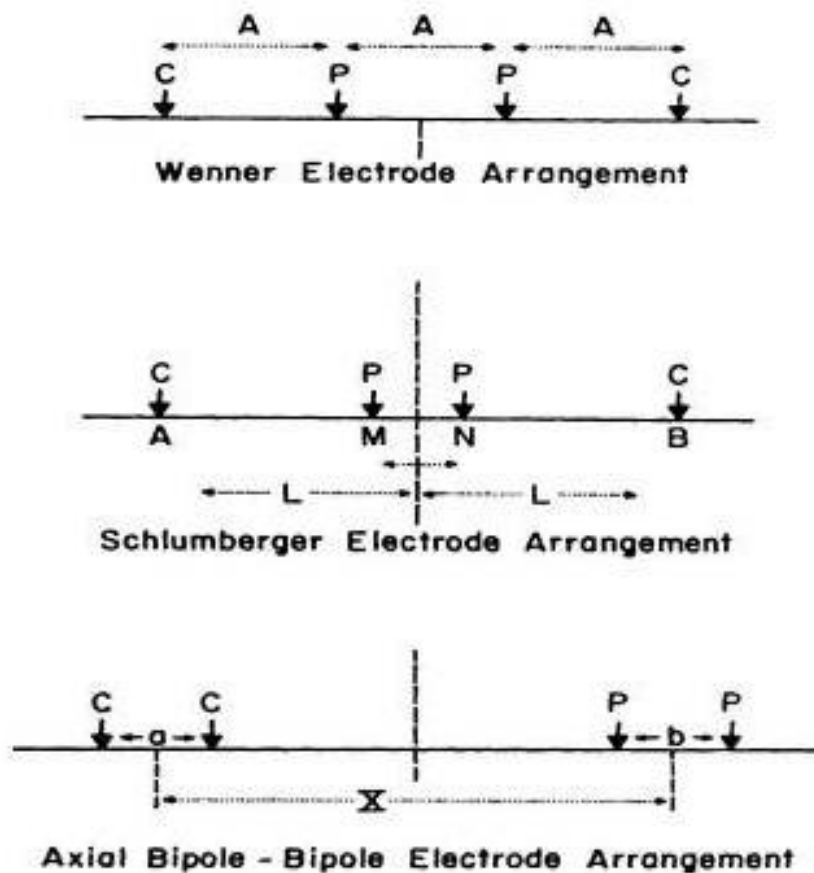 A A A
C P P C
Wenner Electrode Arrangement
C P P C
A M N B
L L
Schlumberger Electrode Arrangement
C C P P
a b
X
Axial Bipole - Bipole Electrode Arrangement